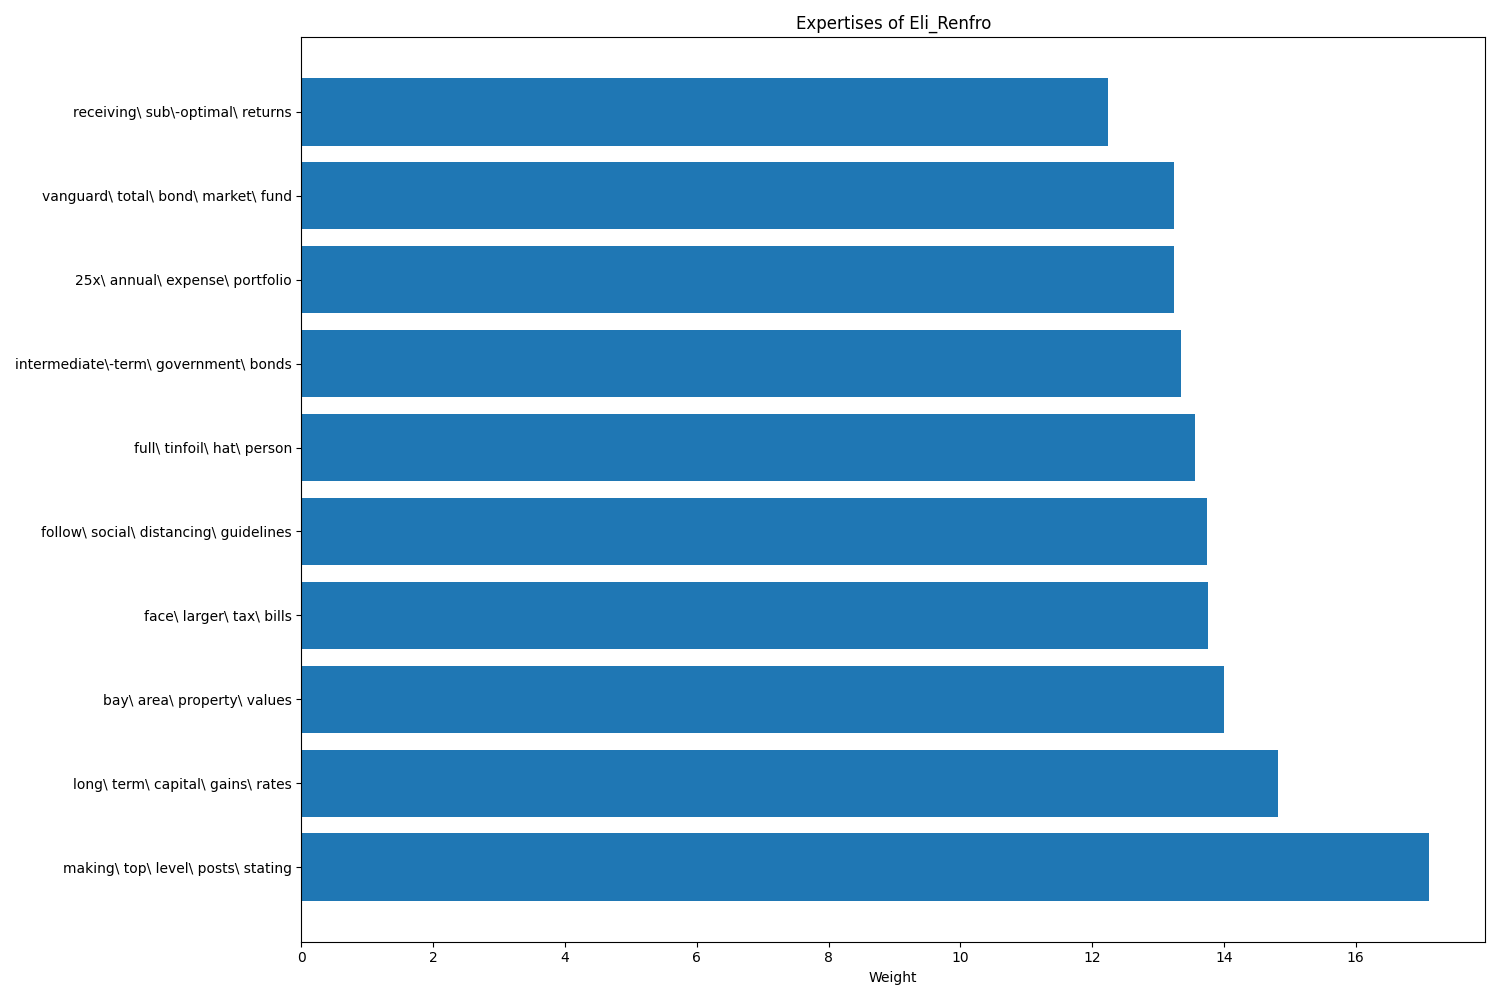 Expertises of Eli_Renfro
receiving\ sub\-optimal\ returns
vanguard\ total\ bond\ market\ fund
25x\ annual\ expense\ portfolio
intermediate\-term\ government\ bonds
full\ tinfoil\ hat\ person
follow\ social\ distancing\ guidelines
face\ larger\ tax\ bills
bay\ area\ property\ values
long\ term\ capital\ gains\ rates
making\ top\ level\ posts\ stating
0 2 4 6 8 10 12 14 16
Weight